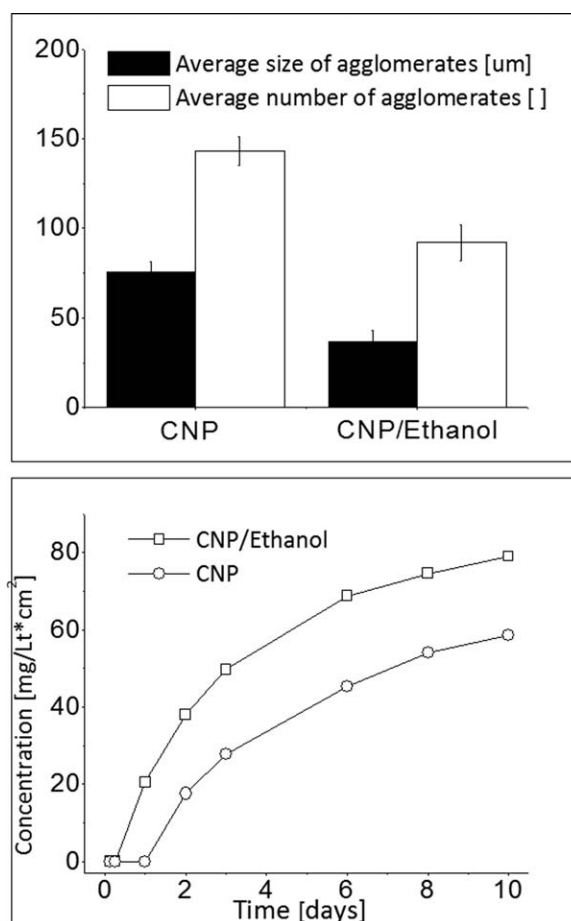 200
Average size of agglomerates [um]
Average number of agglomerates [ ]
150
100
50
0
CNP
CNP/Ethanol
80
CNP/Ethanol
CNP
60
40
20
0
Concentration [mg/Lt*cm²]
0 2 4 6 8 10
Time [days]